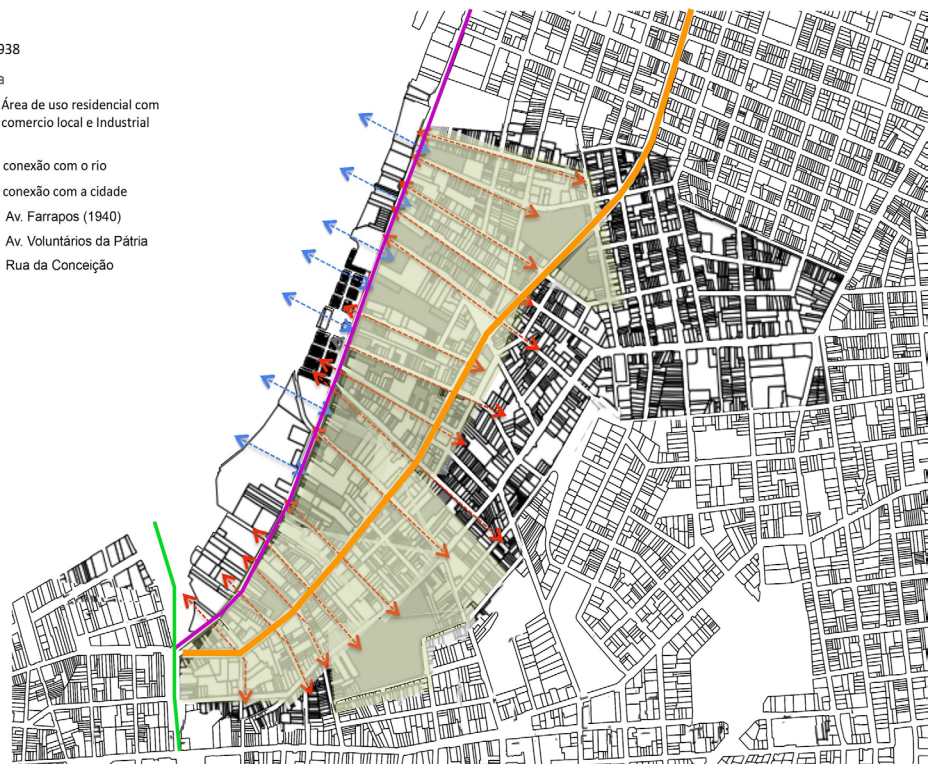 938
a
Área de uso residencial com
comercio local e Industrial
conexão com o rio
conexão com a cidade
Av. Farrapos (1940)
Av. Voluntários da Pátria
Rua da Conceição